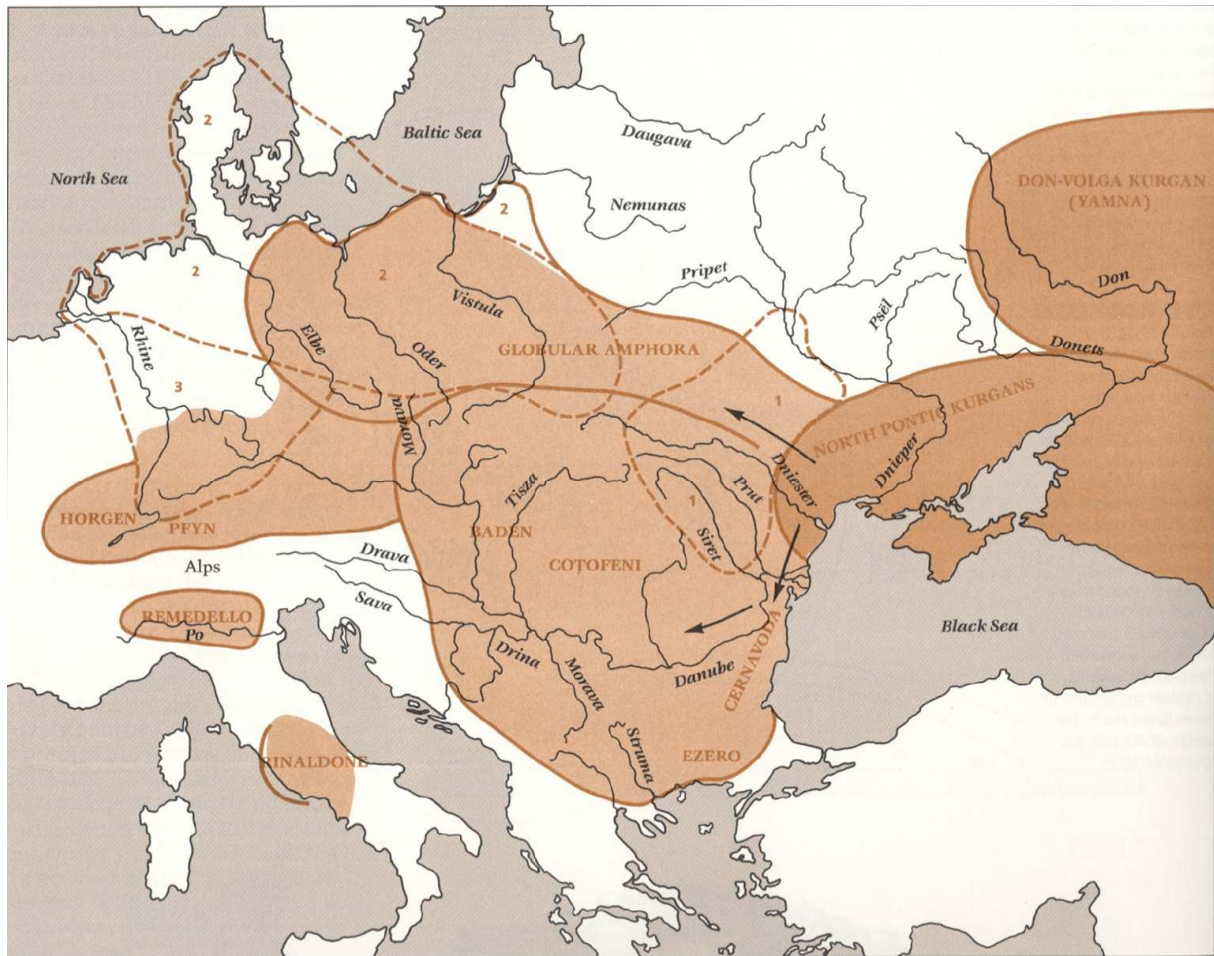 2
Baltic Sea
Daugava
North Sea
DON-VOLGA KURGAN
(YAMNA)
2
Nemunas
2
2
Pripet
Don
Vistula
Psël
Rhine
Elbe
Oder
GLOBULAR AMPHORA
Donets
3
1
NORTH PONTIC KURGANS
Morava
Dnieper
Dniester
Tisza
Prut
1
HORGEN
PFYN
BADEN
Siret
Drava
COȚOFENI
Alps
Sava
REMEDELLO
Po
Black Sea
Drina
CERNAVODA
Morava
Danube
Struma
RINALDONE
EZERO